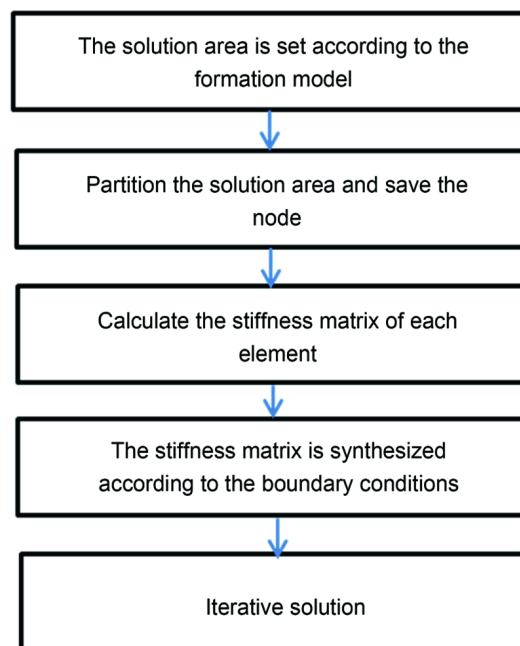 The solution area is set according to the
formation model
Partition the solution area and save the
node
Calculate the stiffness matrix of each
element
The stiffness matrix is synthesized
according to the boundary conditions
Iterative solution